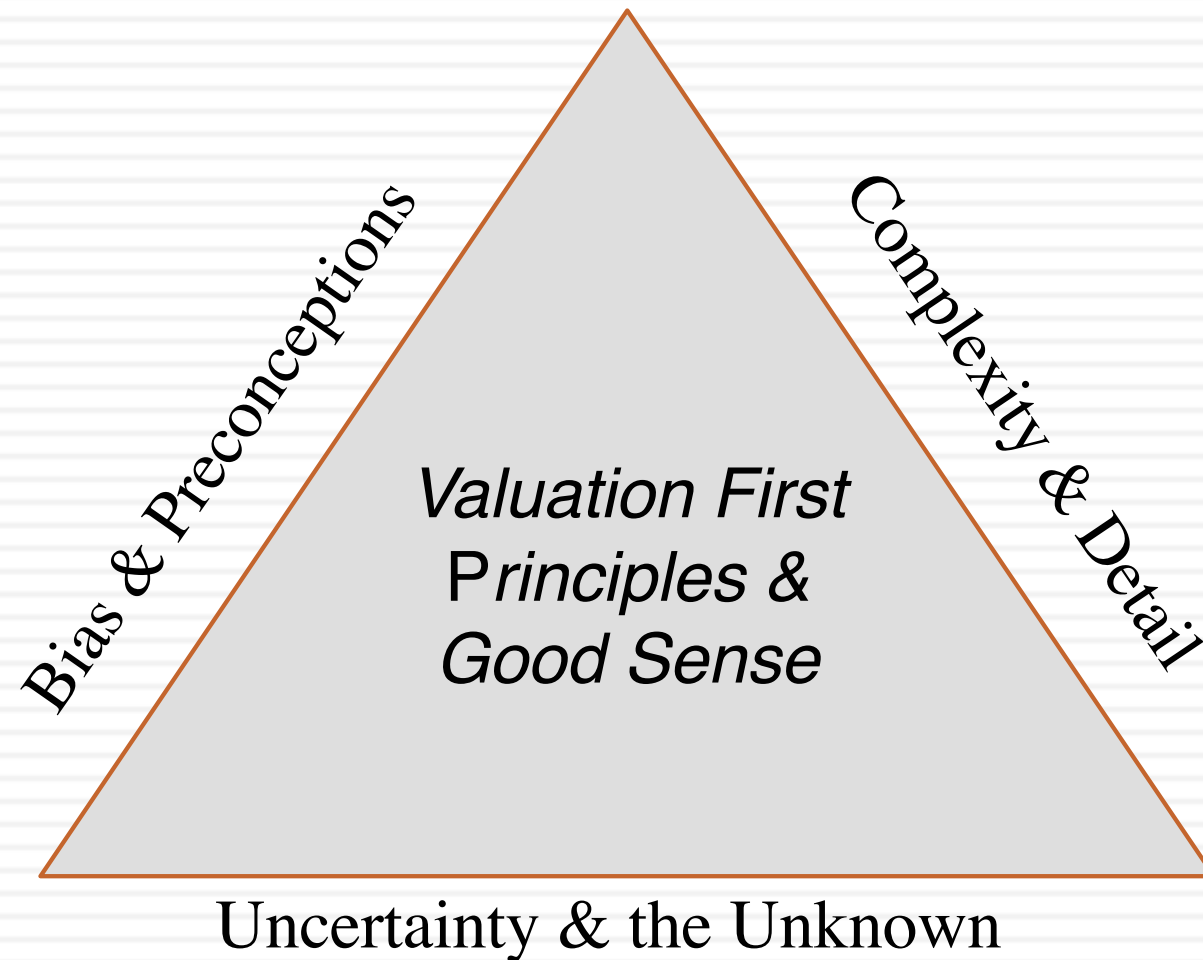 Bias & Preconceptions
Complexity & Detail
Valuation First
Principles &
Good Sense
Uncertainty & the Unknown